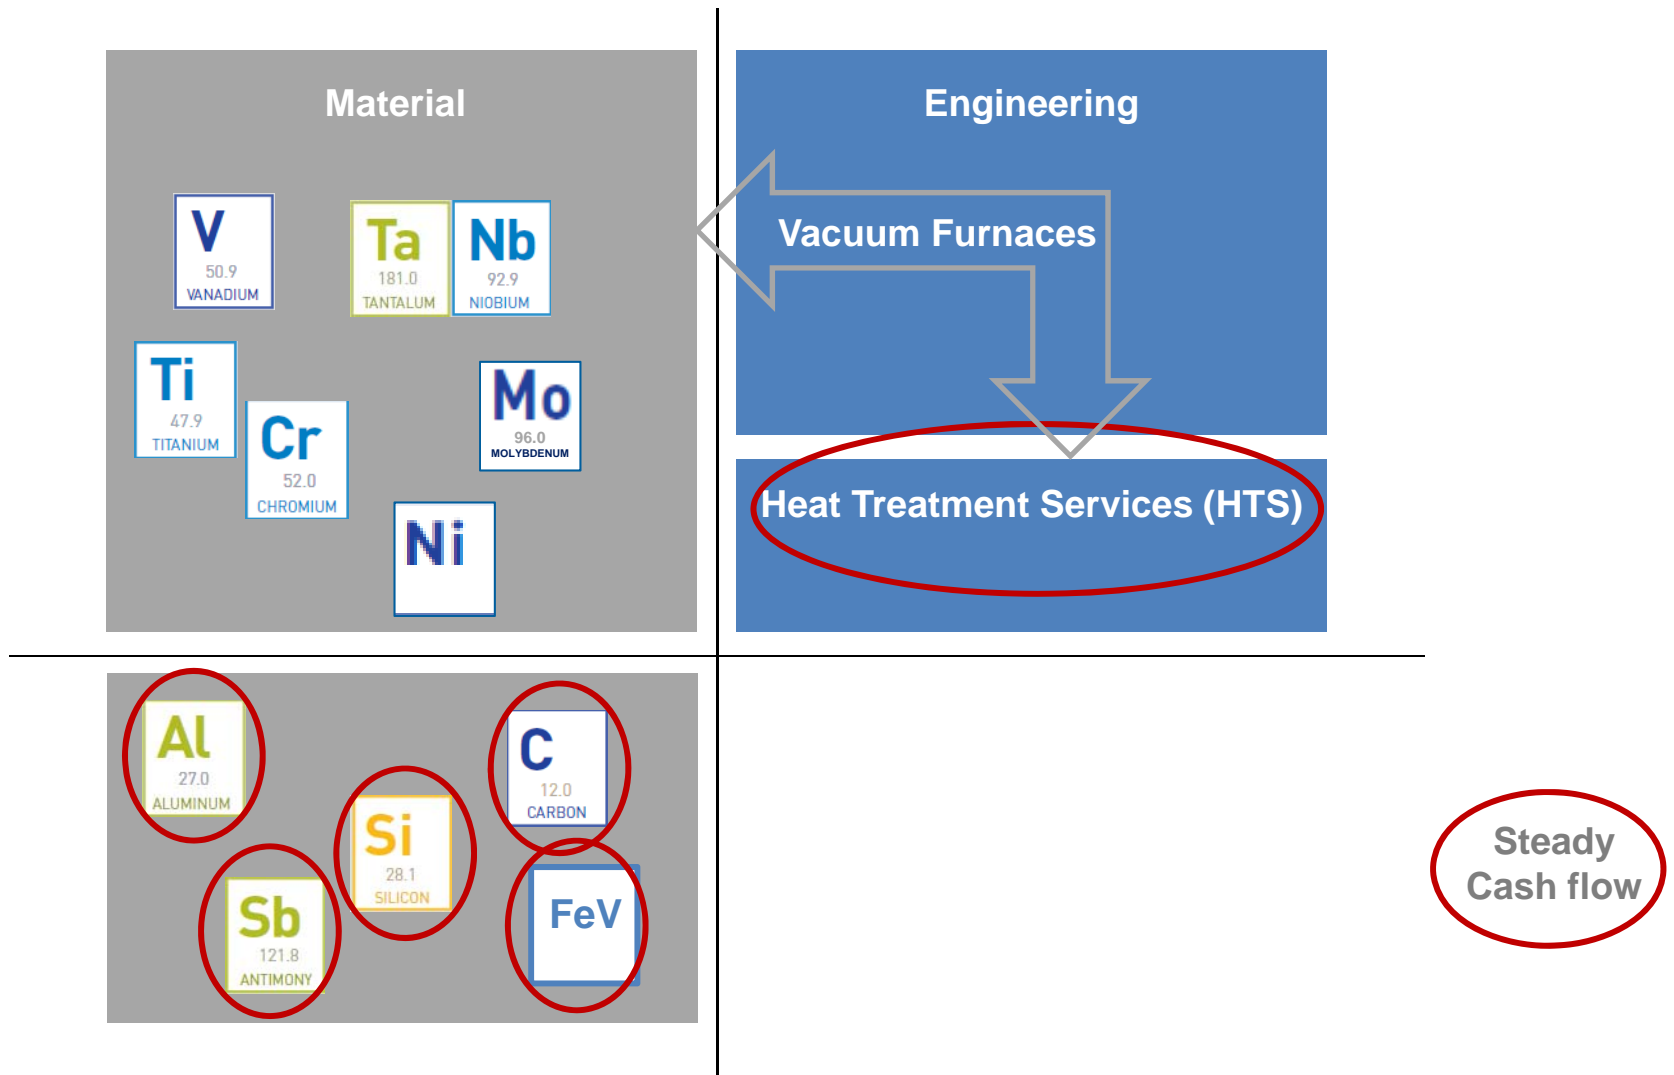 Material
V
50.9
VANADIUM
Ta
181.0
TANTALUM
Nb
92.9
NIOBIUM
Ti
47.9
TITANIUM
Cr
52.0
CHROMIUM
Mo
96.0
MOLYBDENUM
Ni
Engineering
Vacuum Furnaces
Heat Treatment Services (HTS)
Al
27.0
ALUMINUM
Sb
121.8
ANTIMONY
Si
28.1
SILICON
C
12.0
CARBON
FeV
Steady
Cash flow